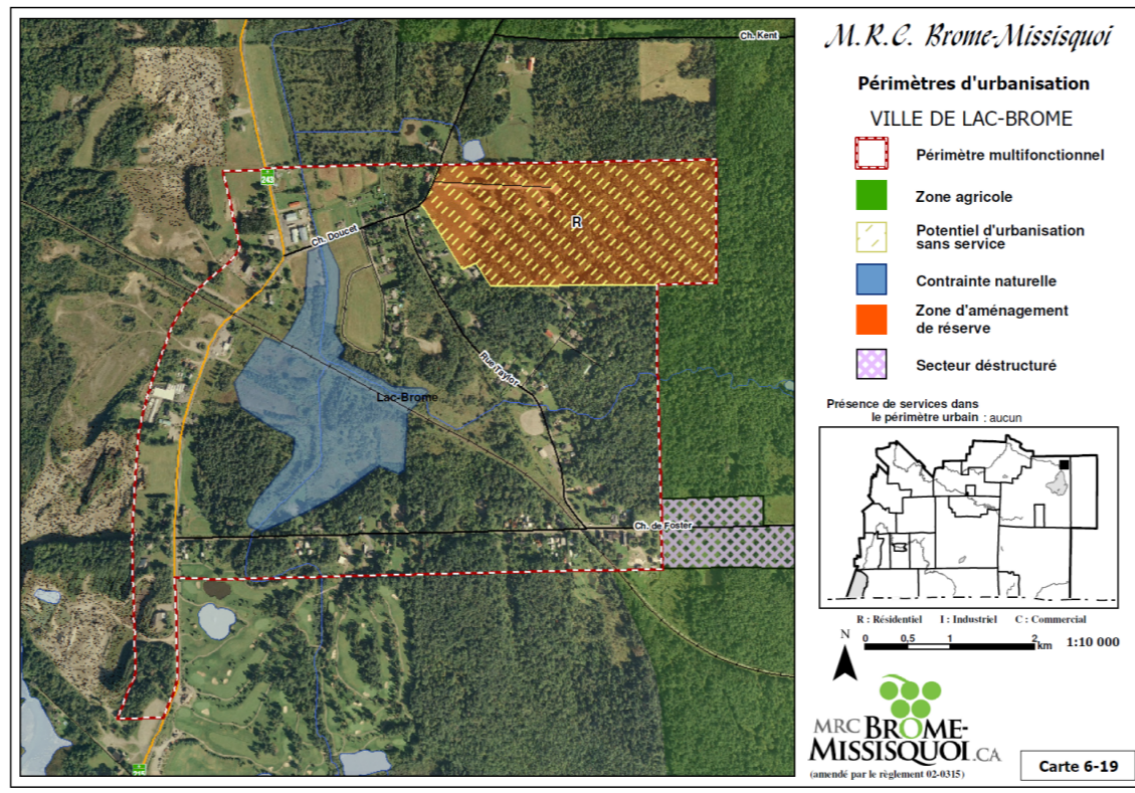 Ch. Kent
243
Ch. Doucet
R
Rue Taylor
Lac-Brome
Ch. de Foster
215
M.R.C. Brome-Missisquoi
Périmètres d'urbanisation
VILLE DE LAC-BROME
Périmètre multifonctionnel
Zone agricole
Potentiel d'urbanisation
sans service
Contrainte naturelle
Zone d'aménagement
de réserve
Secteur déstructuré
Présence de services dans
le périmètre urbain : aucun
R : Résidentiel I : Industriel C : Commercial
N
0 0,5 1 2 km 1:10 000
MRC BROME-
MISSISQUOI.CA
(amendé par le règlement 02-0315)
Carte 6-19